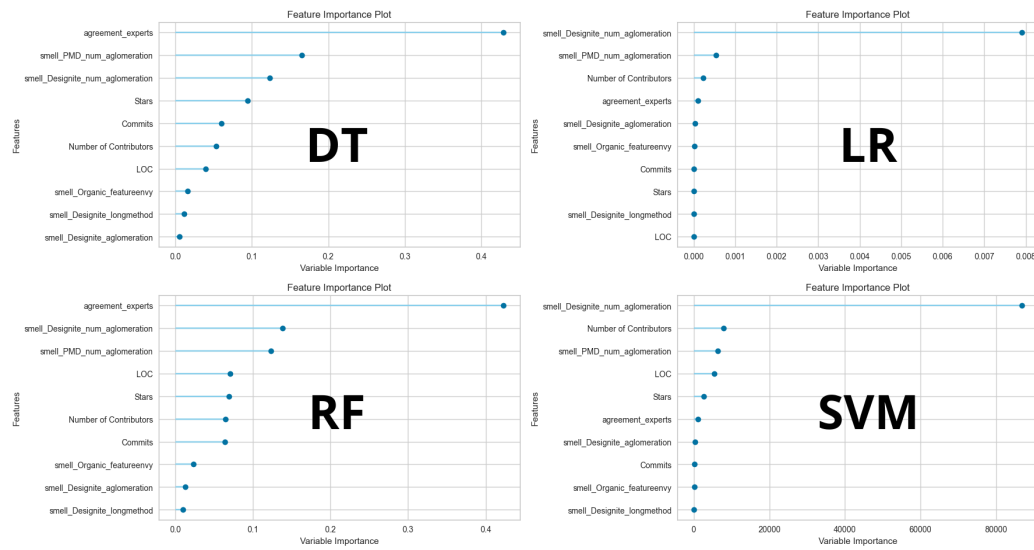 Feature Importance Plot
Features
agreement_experts
smell_PMD_num_aglomeration
smell_Designite_num_aglomeration
Stars
Commits
Number of Contributors
LOC
smell_Organic_featureenvy
smell_Designite_longmethod
smell_Designite_aglomeration
DT
0.0 0.1 0.2 0.3 0.4
Variable Importance
Feature Importance Plot
Features
smell_Designite_num_aglomeration
smell_PMD_num_aglomeration
Number of Contributors
agreement_experts
smell_Designite_aglomeration
smell_Organic_featureenvy
Commits
Stars
smell_Designite_longmethod
LOC
LR
0.000 0.001 0.002 0.003 0.004 0.005 0.006 0.007 0.008
Variable Importance
Feature Importance Plot
Features
agreement_experts
smell_Designite_num_aglomeration
smell_PMD_num_aglomeration
LOC
Stars
Number of Contributors
Commits
smell_Organic_featureenvy
smell_Designite_aglomeration
smell_Designite_longmethod
RF
0.0 0.1 0.2 0.3 0.4
Variable Importance
Feature Importance Plot
Features
smell_Designite_num_aglomeration
Number of Contributors
smell_PMD_num_aglomeration
LOC
Stars
agreement_experts
smell_Designite_aglomeration
Commits
smell_Organic_featureenvy
smell_Designite_longmethod
SVM
0 20000 40000 60000 80000
Variable Importance